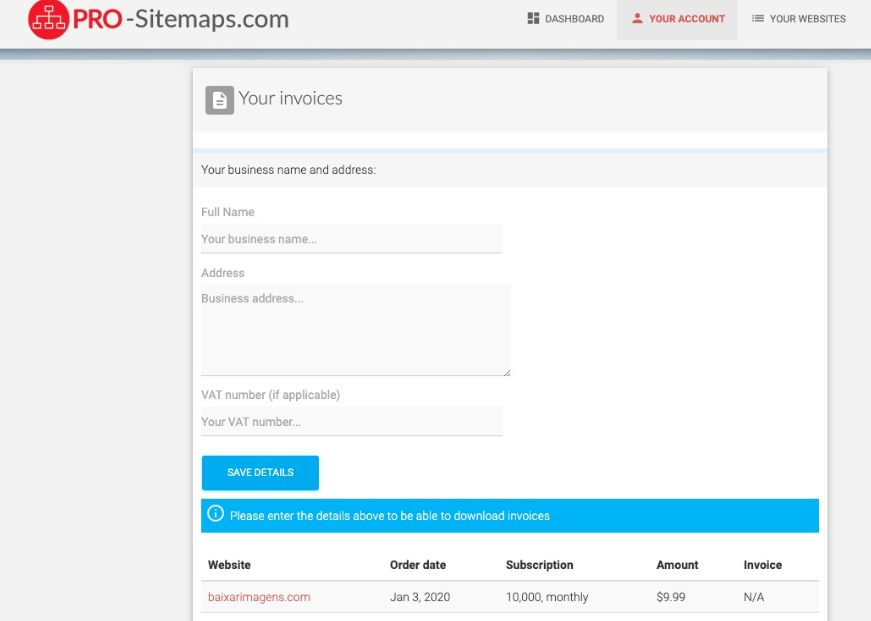 PRO-Sitemaps.com
DASHBOARD
YOUR ACCOUNT
YOUR WEBSITES
Your invoices
Your business name and address:
Full Name
Your business name...
Address
Business address...
VAT number (if applicable)
Your VAT number...
SAVE DETAILS
Please enter the details above to be able to download invoices
Website Order date Subscription Amount Invoice
baixarimagens.com Jan 3, 2020 10,000, monthly $9.99 N/A